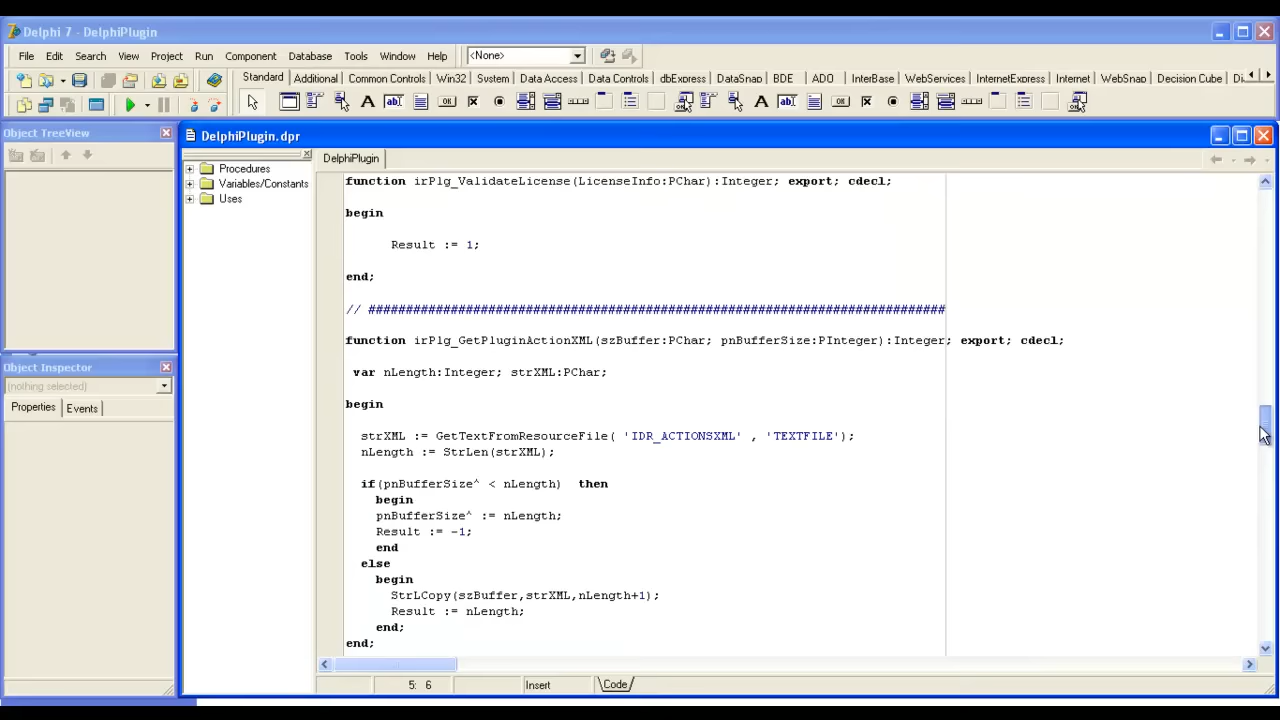 Delphi 7 - DelphiPlugin
File Edit Search View Project Run Component Database Tools Window Help <None>
Standard Additional Common Controls Win32 System Data Access Data Controls dbExpress DataSnap BDE ADO InterBase WebServices InternetExpress Internet WebSnap Decision Cube
Object TreeView
DelphiPlugin.dpr
DelphiPlugin
Procedures
Variables/Constants
Uses
function irPlg_ValidateLicense(LicenseInfo:PChar):Integer; export; cdecl;
begin
Result := 1;
end;
// #############################################################################
function irPlg_GetPluginActionXML(szBuffer:PChar; pnBufferSize:PInteger):Integer; export; cdecl;
var nLength:Integer; strXML:PChar;
begin
strXML := GetTextFromResourceFile( 'IDR_ACTIONSXML' , 'TEXTFILE');
nLength := StrLen(strXML);
if(pnBufferSize^ < nLength) then
begin
pnBufferSize^ := nLength;
Result := -1;
end
else
begin
StrLCopy(szBuffer,strXML,nLength+1);
Result := nLength;
end;
end;
Object Inspector
(nothing selected)
Properties Events
5: 6 Insert Code